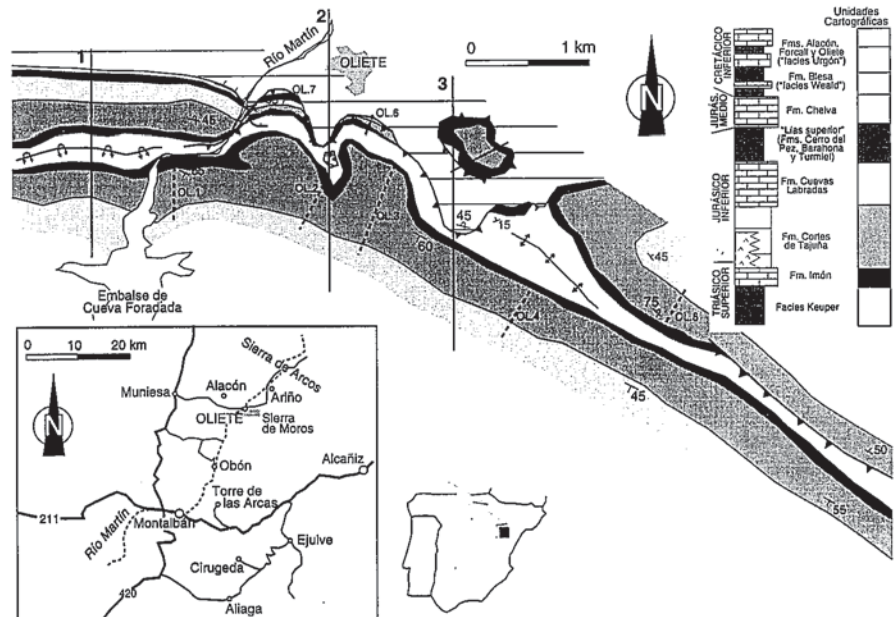 1
2
3
Río Martín
OLIETE
0 1 km
N
OL.7
OL.6
45
OL.1
OL.2
OL.3
45
15
60
OL.4
75
OL.5
45
45
50
55
Embalse de
Cueva Foradada
Unidades
Cartográficas
CRETÁCICO
INFERIOR
Fms. Alacón,
Forcall y Oliete
("facies Urgón")
Fm. Blesa
("facies Weald")
JURÁS.
MEDIO
Fm. Chelva
JURÁSICO
INFERIOR
"Lías superior"
(Fms. Cerro del
Pez, Barahona
y Turmiel)
Fm. Cuevas
Labradas
Fm. Cortes
de Tajuña
TRIÁSICO
SUPERIOR
Fm. Imón
Facies Keuper
0 10 20 km
N
Sierra de Arcos
Muniesa
Alacón
Ariño
OLIETE
Sierra
de Moros
Obón
Alcañiz
Torre de
las Arcas
211
Río Martín
Montalbán
Ejulve
Cirugeda
420
Aliaga